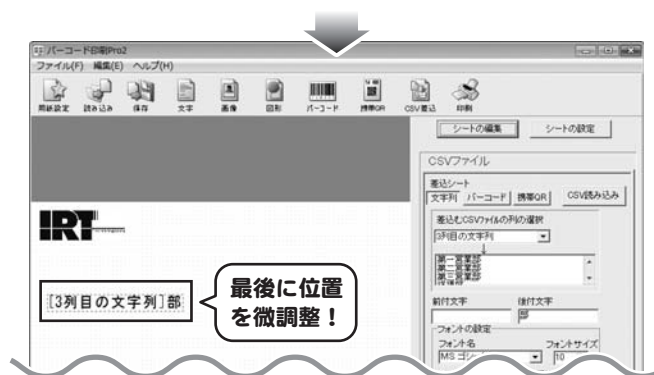 バーコード印刷Pro2
ファイル(F) 編集(E) ヘルプ(H)
用紙設定 読み込み 保存 文字 画像 図形 バーコード 携帯QR CSV差込 印刷
シートの編集 シートの設定
CSVファイル
差込シート
文字列 バーコード 携帯QR CSV読み込み
差込むCSVファイルの列の選択
3列目の文字列
↓
第一営業部
第二営業部
第三営業部
IRT
[3列目の文字列]部
最後に位置
を微調整！
前付文字 後付文字
部
フォントの設定
フォント名 フォントサイズ
MS ゴシ 10